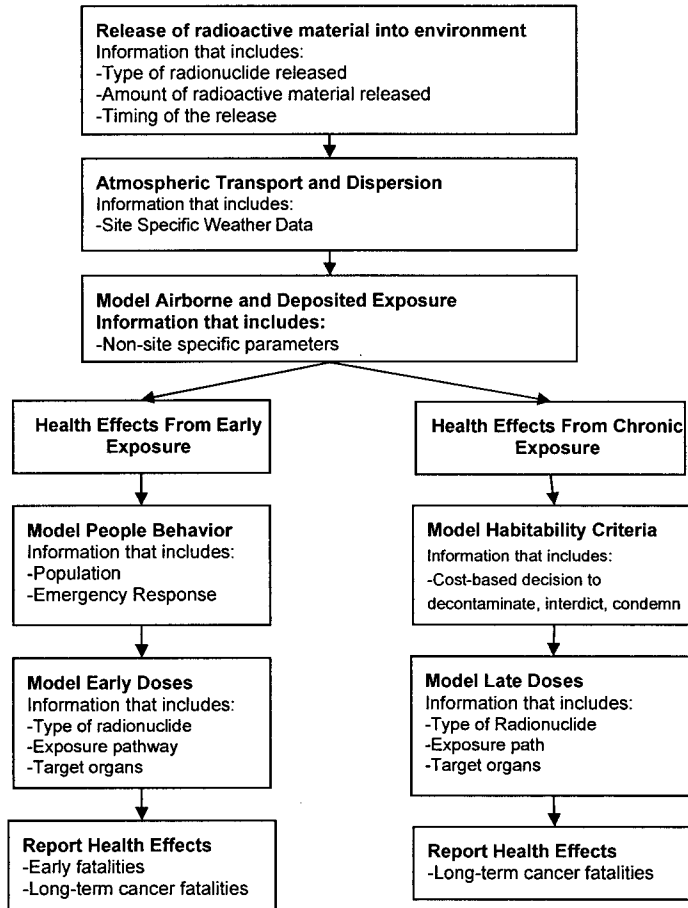 Release of radioactive material into environment
Information that includes:
-Type of radionuclide released
-Amount of radioactive material released
-Timing of the release
Atmospheric Transport and Dispersion
Information that includes:
-Site Specific Weather Data
Model Airborne and Deposited Exposure
Information that includes:
-Non-site specific parameters
Health Effects From Early
Exposure
Model People Behavior
Information that includes:
-Population
-Emergency Response
Model Early Doses
Information that includes:
-Type of radionuclide
-Exposure pathway
-Target organs
Report Health Effects
-Early fatalities
-Long-term cancer fatalities
Health Effects From Chronic
Exposure
Model Habitability Criteria
Information that includes:
-Cost-based decision to
decontaminate, interdict, condemn
Model Late Doses
Information that includes:
-Type of Radionuclide
-Exposure path
-Target organs
Report Health Effects
-Long-term cancer fatalities